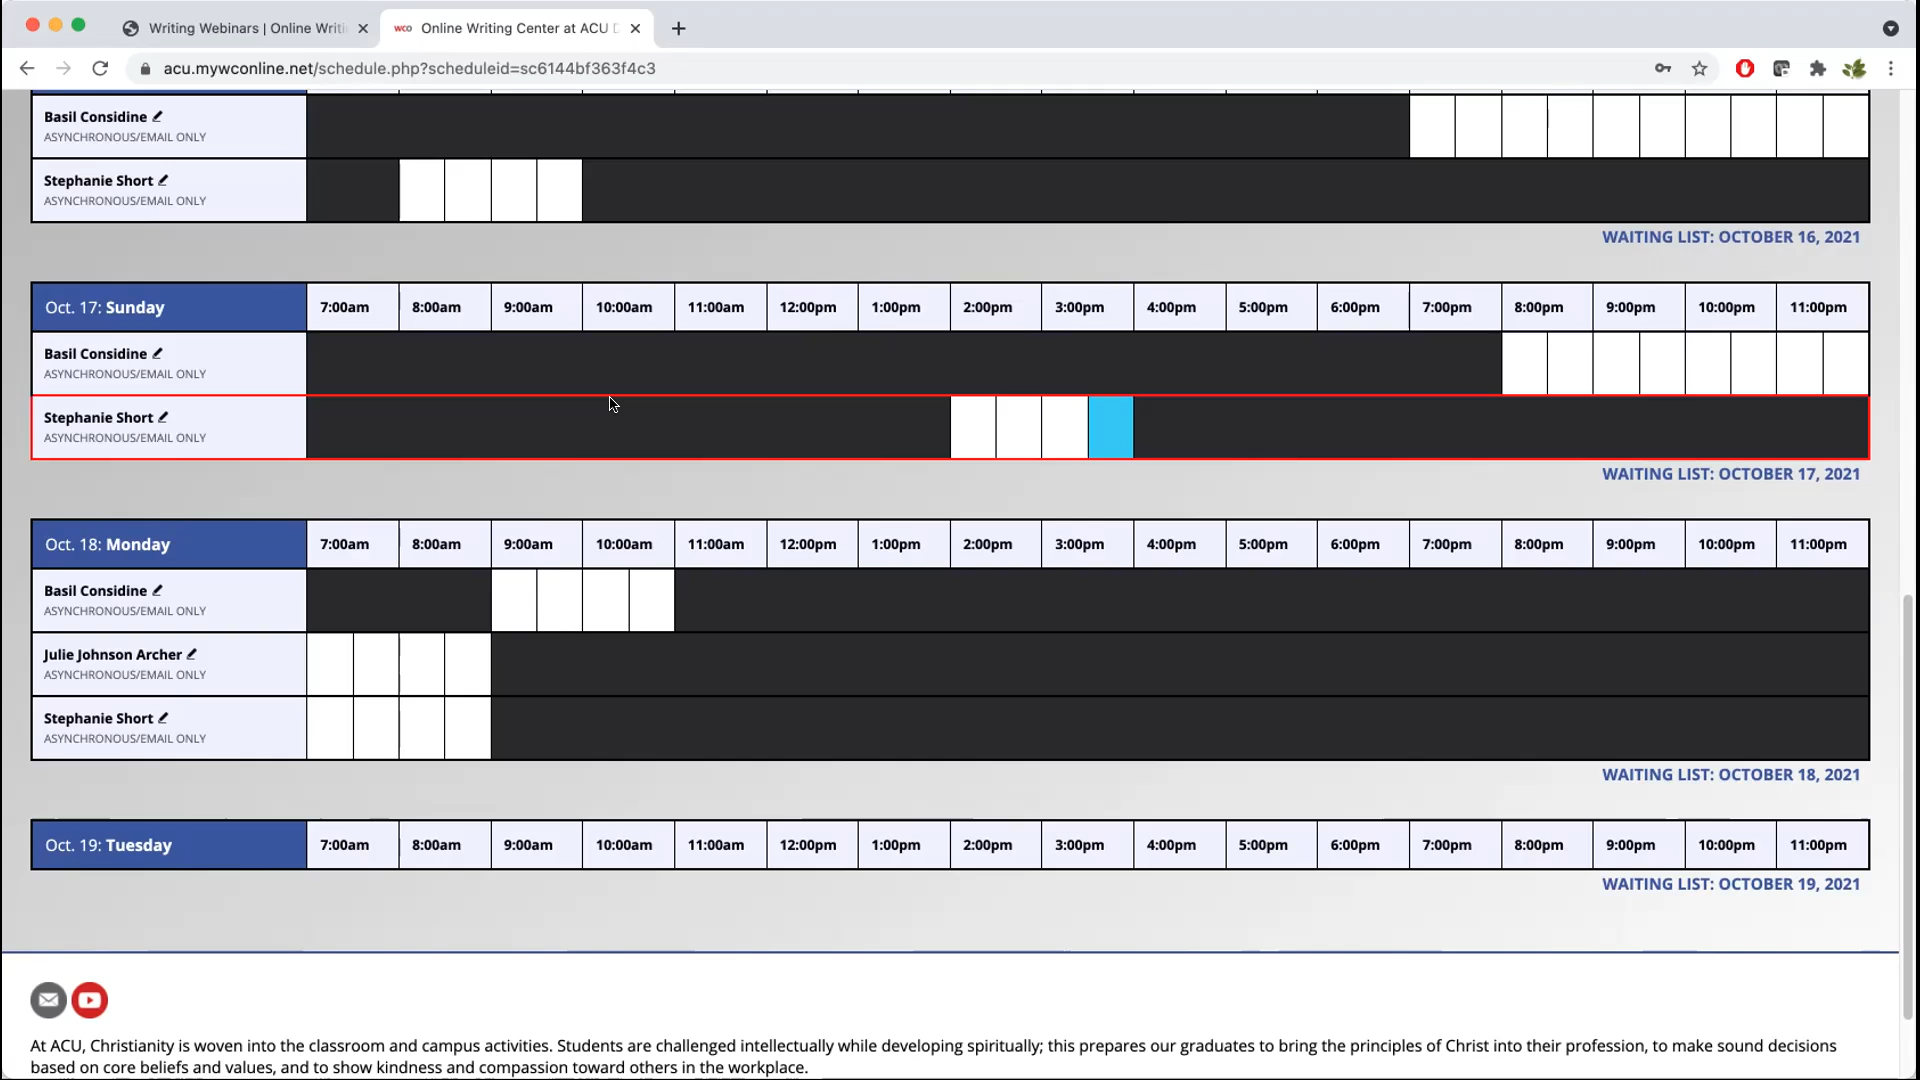 Writing Webinars | Online Writi
wco Online Writing Center at ACU D
acu.mywconline.net/schedule.php?scheduleid=sc6144bf363f4c3
Basil Considine
ASYNCHRONOUS/EMAIL ONLY
Stephanie Short
ASYNCHRONOUS/EMAIL ONLY
WAITING LIST: OCTOBER 16, 2021
Oct. 17: Sunday 7:00am 8:00am 9:00am 10:00am 11:00am 12:00pm 1:00pm 2:00pm 3:00pm 4:00pm 5:00pm 6:00pm 7:00pm 8:00pm 9:00pm 10:00pm 11:00pm
Basil Considine
ASYNCHRONOUS/EMAIL ONLY
Stephanie Short
ASYNCHRONOUS/EMAIL ONLY
WAITING LIST: OCTOBER 17, 2021
Oct. 18: Monday 7:00am 8:00am 9:00am 10:00am 11:00am 12:00pm 1:00pm 2:00pm 3:00pm 4:00pm 5:00pm 6:00pm 7:00pm 8:00pm 9:00pm 10:00pm 11:00pm
Basil Considine
ASYNCHRONOUS/EMAIL ONLY
Julie Johnson Archer
ASYNCHRONOUS/EMAIL ONLY
Stephanie Short
ASYNCHRONOUS/EMAIL ONLY
WAITING LIST: OCTOBER 18, 2021
Oct. 19: Tuesday 7:00am 8:00am 9:00am 10:00am 11:00am 12:00pm 1:00pm 2:00pm 3:00pm 4:00pm 5:00pm 6:00pm 7:00pm 8:00pm 9:00pm 10:00pm 11:00pm
WAITING LIST: OCTOBER 19, 2021
At ACU, Christianity is woven into the classroom and campus activities. Students are challenged intellectually while developing spiritually; this prepares our graduates to bring the principles of Christ into their profession, to make sound decisions
based on core beliefs and values, and to show kindness and compassion toward others in the workplace.